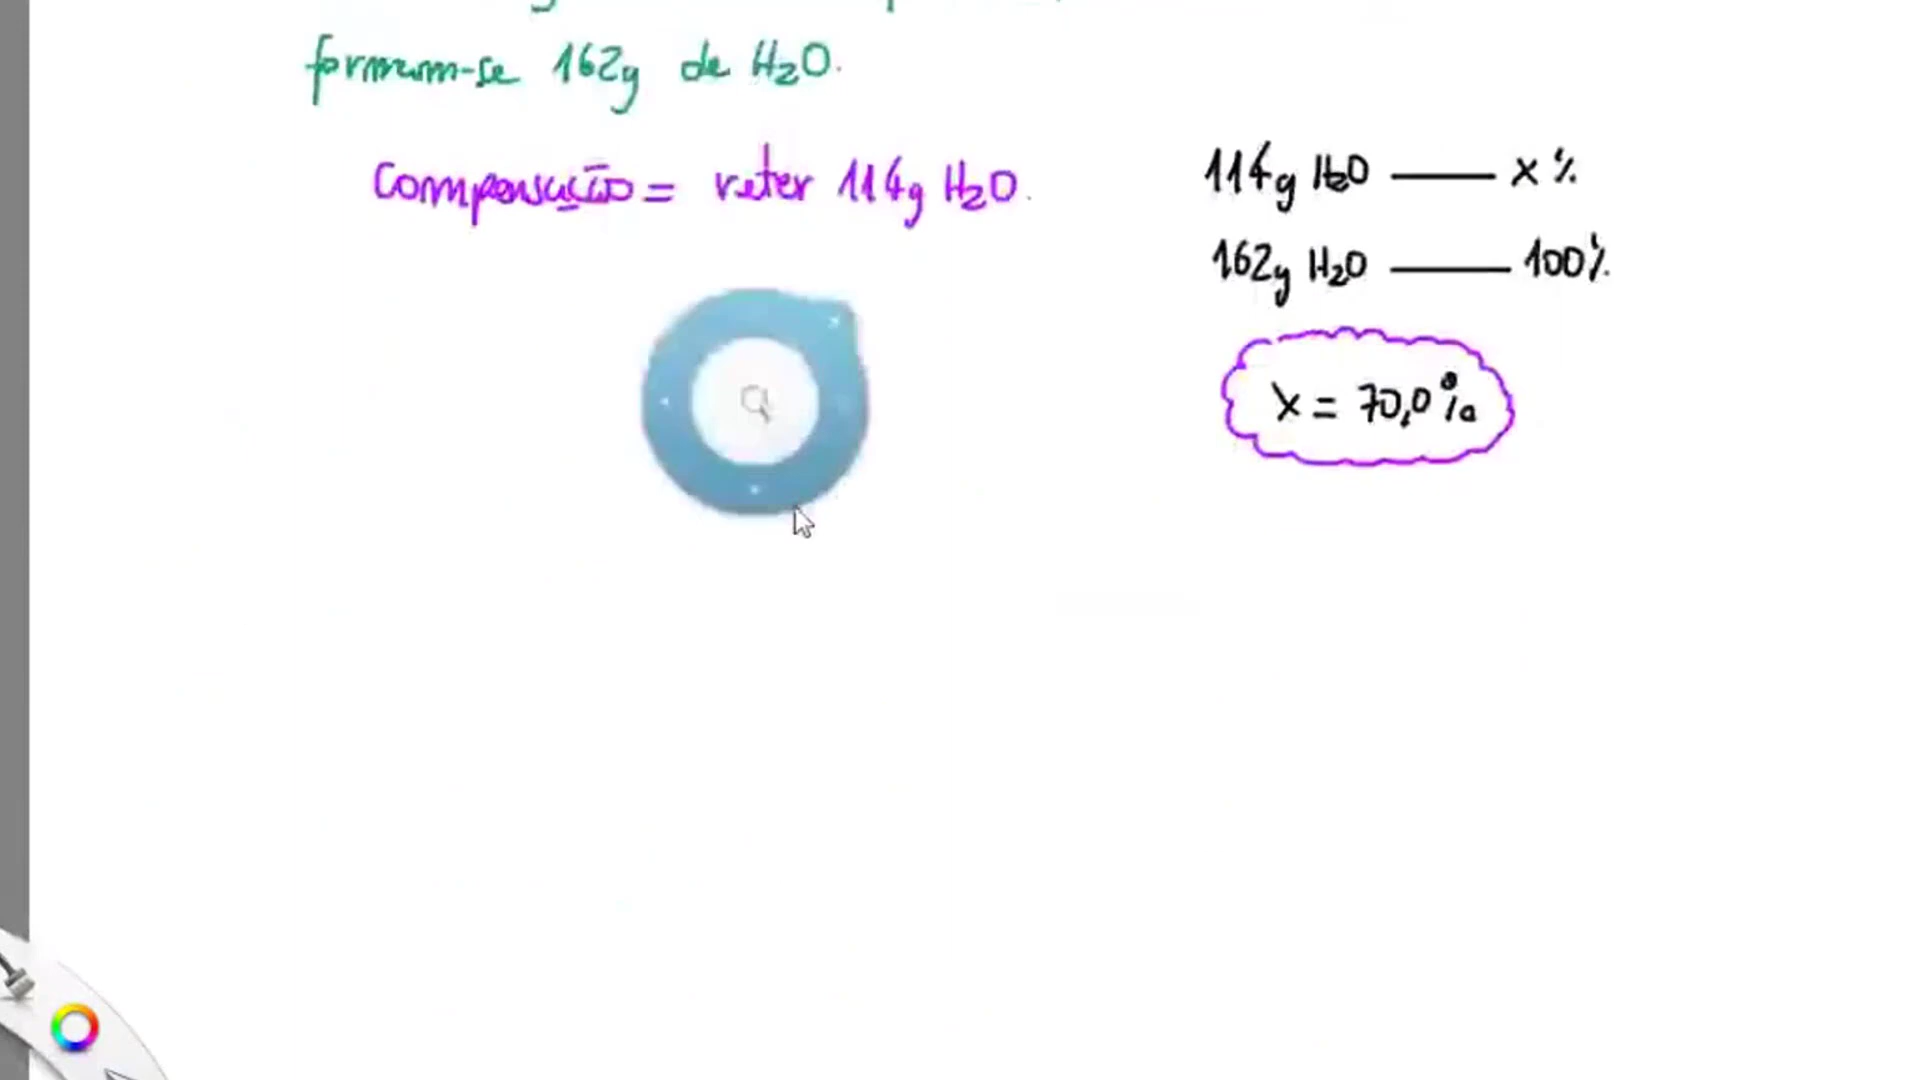 formam-se 162g de H₂O.
Compensação = reter 114g H₂O.
114g H₂O —— x %
162g H₂O —— 100%
x = 70,0%